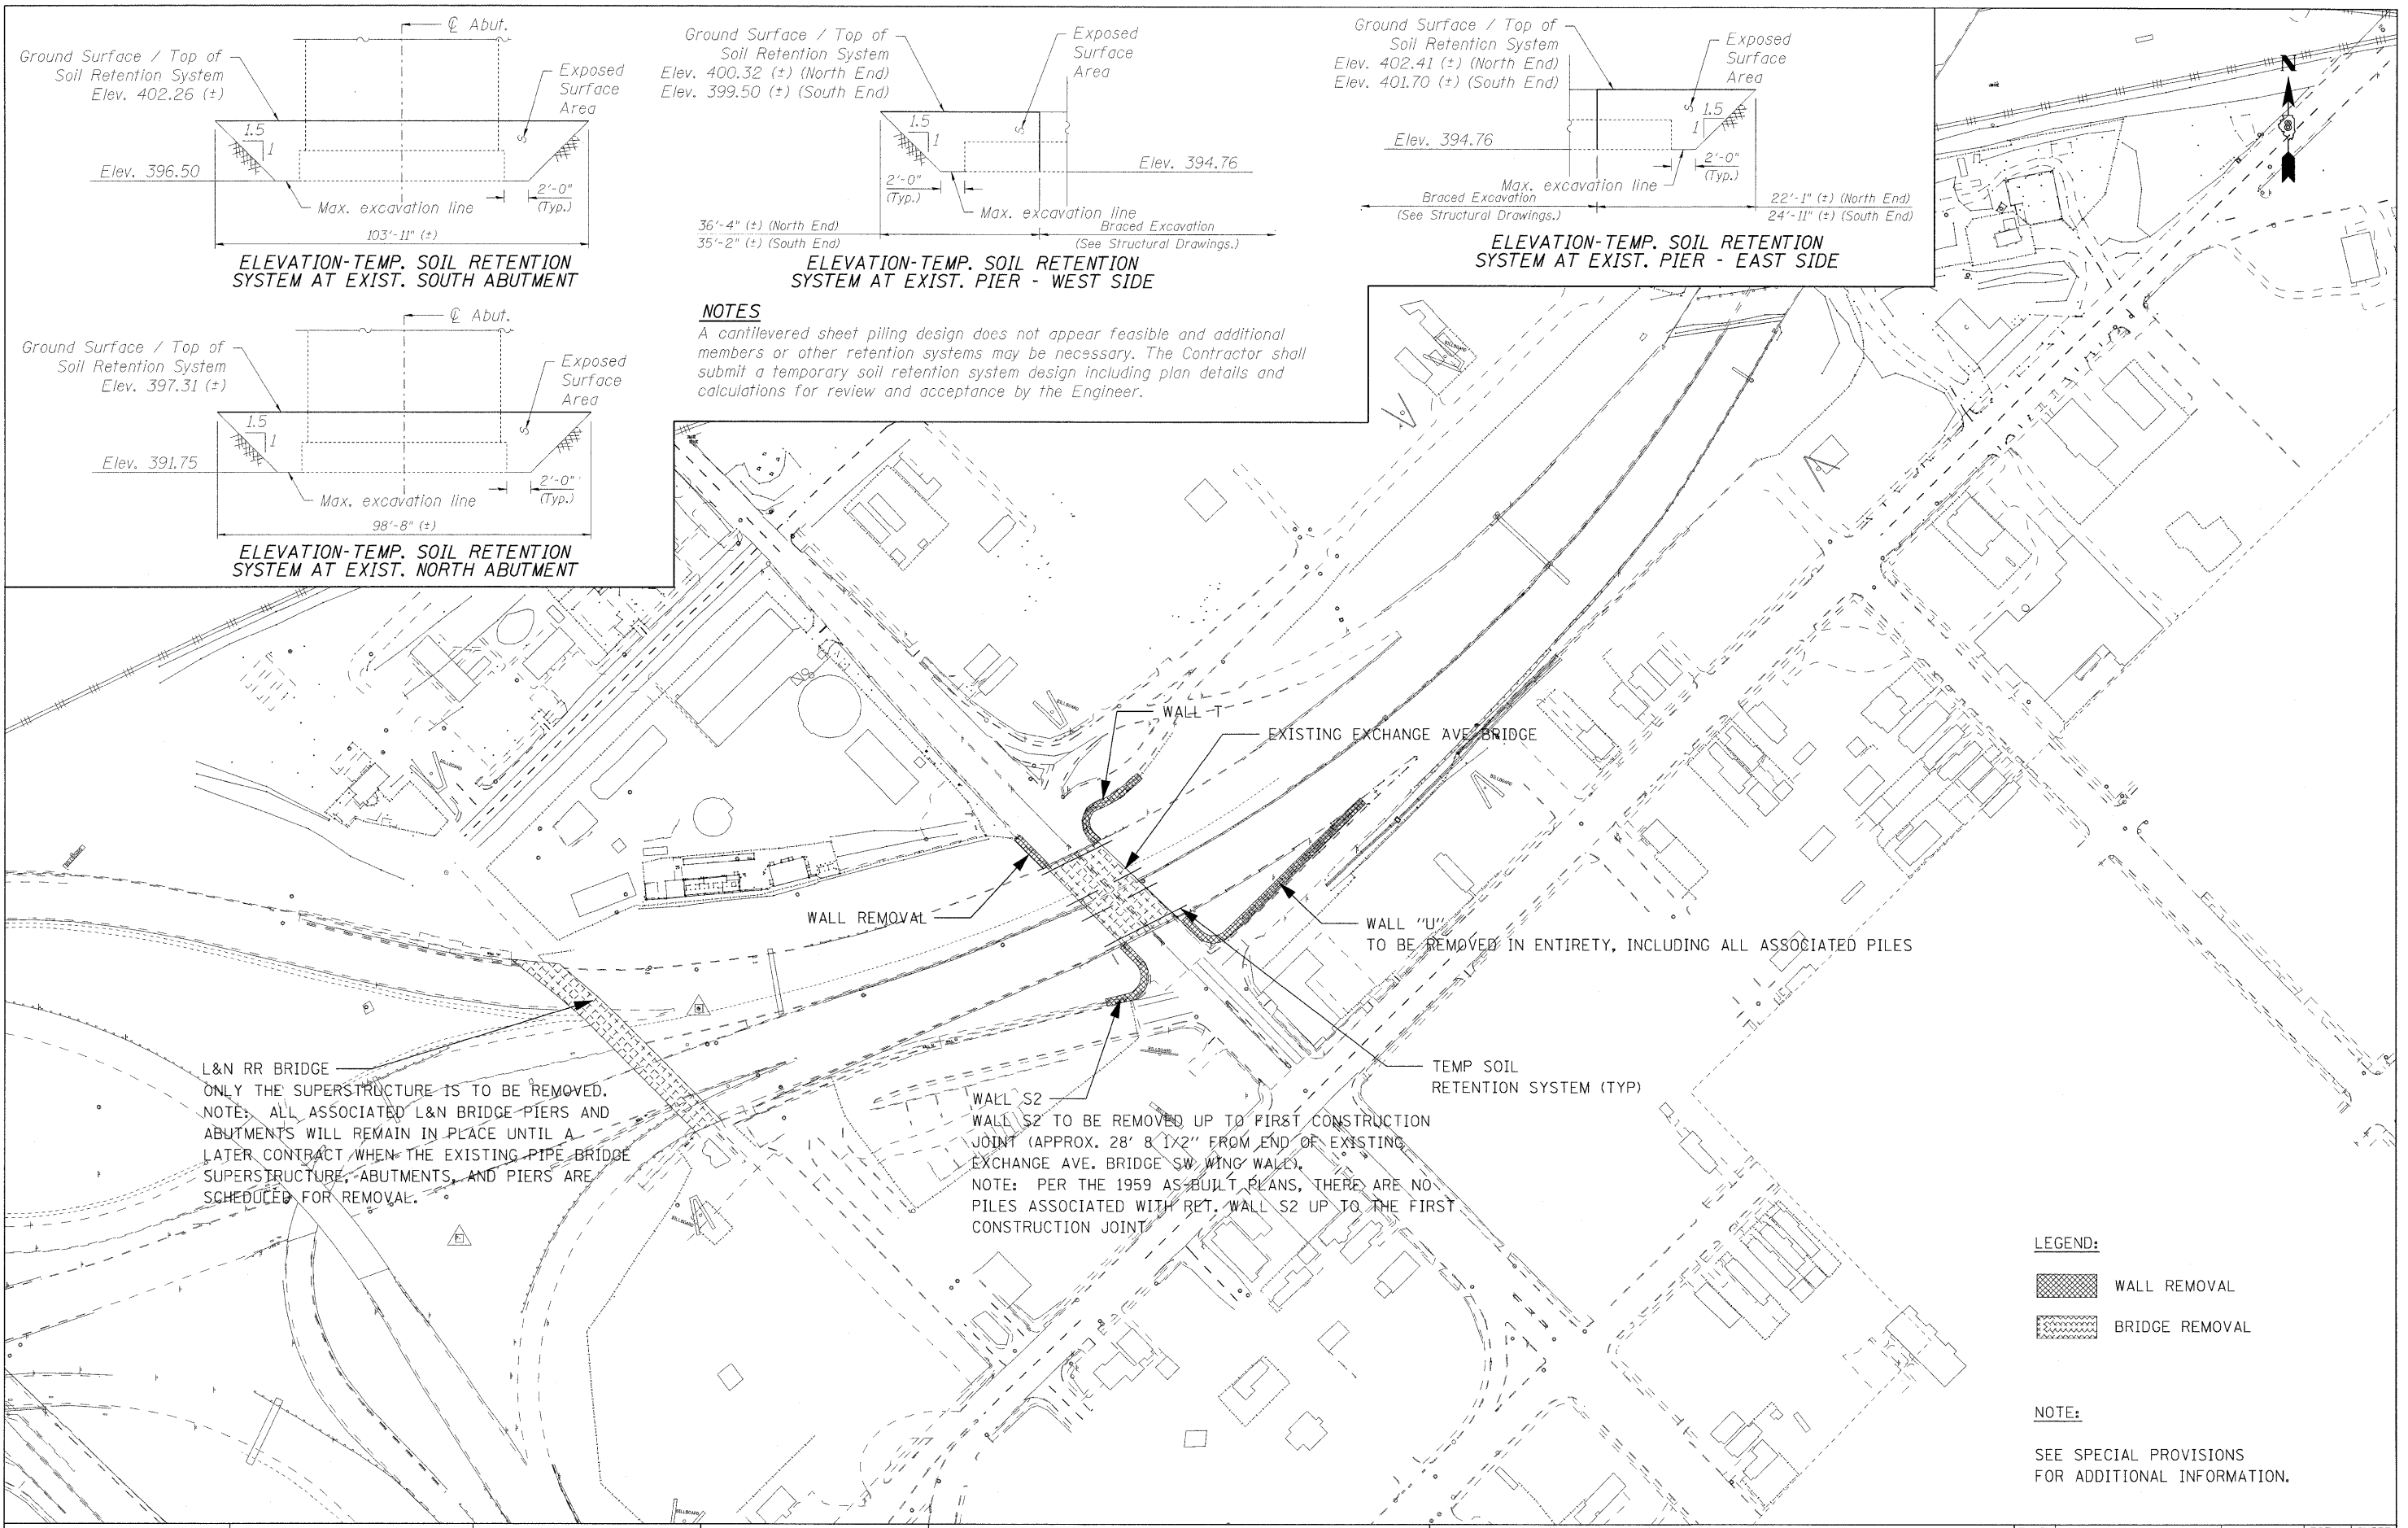 ℄ Abut.
Ground Surface / Top of
Soil Retention System
Elev. 402.26 (±)
Exposed
Surface
Area
1.5
1
Elev. 396.50
Max. excavation line
2'-0"
(Typ.)
103'-11" (±)
ELEVATION-TEMP. SOIL RETENTION
SYSTEM AT EXIST. SOUTH ABUTMENT
Ground Surface / Top of
Soil Retention System
Elev. 400.32 (±) (North End)
Elev. 399.50 (±) (South End)
Exposed
Surface
Area
1.5
1
Elev. 394.76
2'-0"
(Typ.)
Max. excavation line
36'-4" (±) (North End)
35'-2" (±) (South End)
Braced Excavation
(See Structural Drawings.)
ELEVATION-TEMP. SOIL RETENTION
SYSTEM AT EXIST. PIER - WEST SIDE
Ground Surface / Top of
Soil Retention System
Elev. 402.41 (±) (North End)
Elev. 401.70 (±) (South End)
Exposed
Surface
Area
1.5
1
Elev. 394.76
2'-0"
(Typ.)
Max. excavation line
Braced Excavation
(See Structural Drawings.)
22'-1" (±) (North End)
24'-11" (±) (South End)
ELEVATION-TEMP. SOIL RETENTION
SYSTEM AT EXIST. PIER - EAST SIDE
N
℄ Abut.
Ground Surface / Top of
Soil Retention System
Elev. 397.31 (±)
Exposed
Surface
Area
1.5
1
Elev. 391.75
Max. excavation line
2'-0"
(Typ.)
98'-8" (±)
ELEVATION-TEMP. SOIL RETENTION
SYSTEM AT EXIST. NORTH ABUTMENT
NOTES
A cantilevered sheet piling design does not appear feasible and additional
members or other retention systems may be necessary. The Contractor shall
submit a temporary soil retention system design including plan details and
calculations for review and acceptance by the Engineer.
WALL T
EXISTING EXCHANGE AVE BRIDGE
WALL REMOVAL
WALL "U"
TO BE REMOVED IN ENTIRETY, INCLUDING ALL ASSOCIATED PILES
L&N RR BRIDGE
ONLY THE SUPERSTRUCTURE IS TO BE REMOVED.
NOTE: ALL ASSOCIATED L&N BRIDGE PIERS AND
ABUTMENTS WILL REMAIN IN PLACE UNTIL A
LATER CONTRACT WHEN THE EXISTING PIPE BRIDGE
SUPERSTRUCTURE, ABUTMENTS, AND PIERS ARE
SCHEDULED FOR REMOVAL.
TEMP SOIL
RETENTION SYSTEM (TYP)
WALL S2
WALL S2 TO BE REMOVED UP TO FIRST CONSTRUCTION
JOINT (APPROX. 28' 8 1/2" FROM END OF EXISTING
EXCHANGE AVE. BRIDGE SW WING WALL).
NOTE: PER THE 1959 AS-BUILT PLANS, THERE ARE NO
PILES ASSOCIATED WITH RET. WALL S2 UP TO THE FIRST
CONSTRUCTION JOINT
BILLBOARD
BILLBOARD
BILLBOARD
BILLBOARD
BILLBOARD
BILLBOARD
BILLBOARD
BILLBOARD
LEGEND:
WALL REMOVAL
BRIDGE REMOVAL
NOTE:
SEE SPECIAL PROVISIONS
FOR ADDITIONAL INFORMATION.